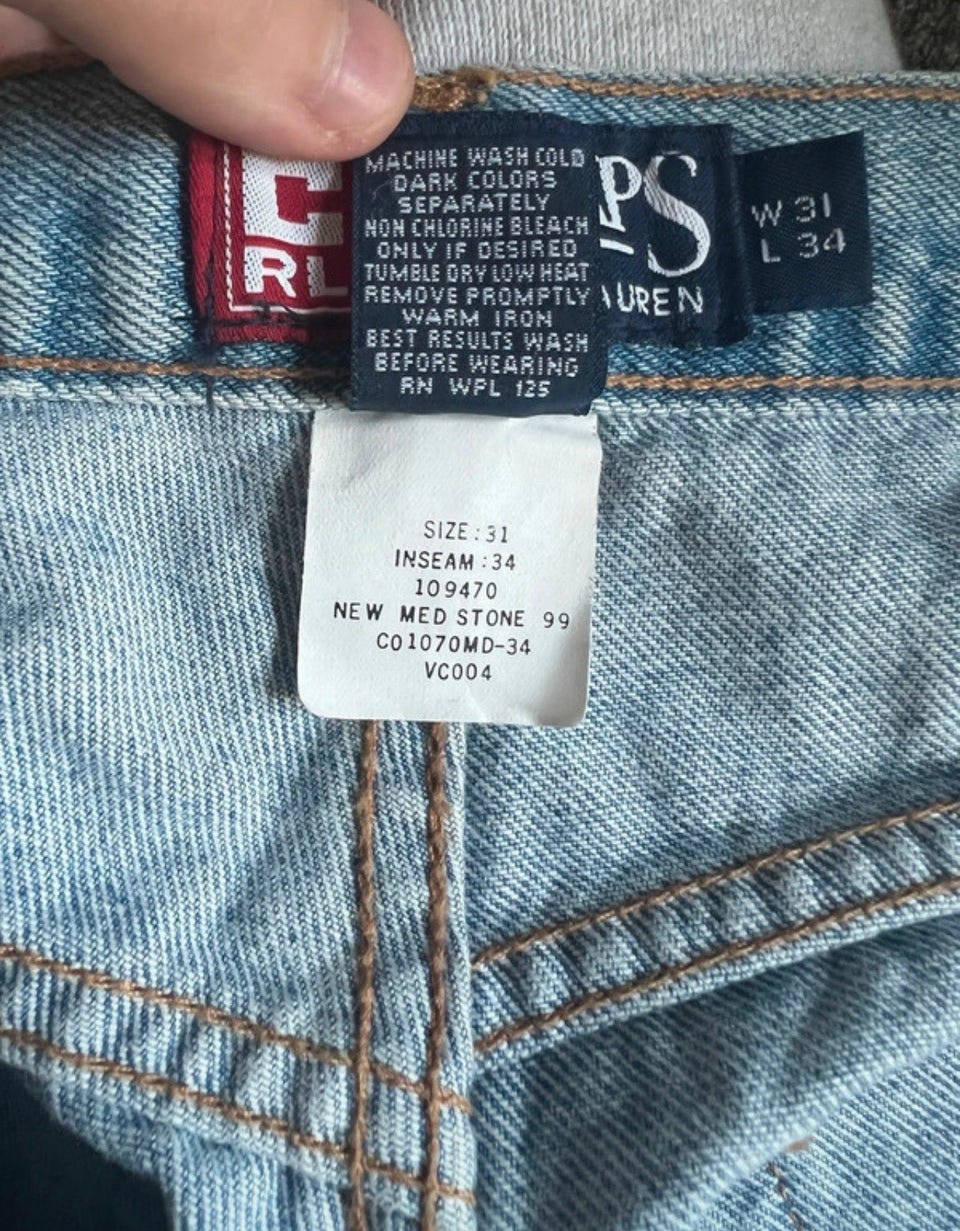 C
RL
MACHINE WASH COLD
DARK COLORS
SEPARATELY
NON CHLORINE BLEACH
ONLY IF DESIRED
TUMBLE DRY LOW HEAT
REMOVE PROMPTLY
WARM IRON
BEST RESULTS WASH
BEFORE WEARING
RN WPL 125
PS
AUREN
W 31
L 34
SIZE:31
INSEAM:34
109470
NEW MED STONE 99
C01070MD-34
VC004